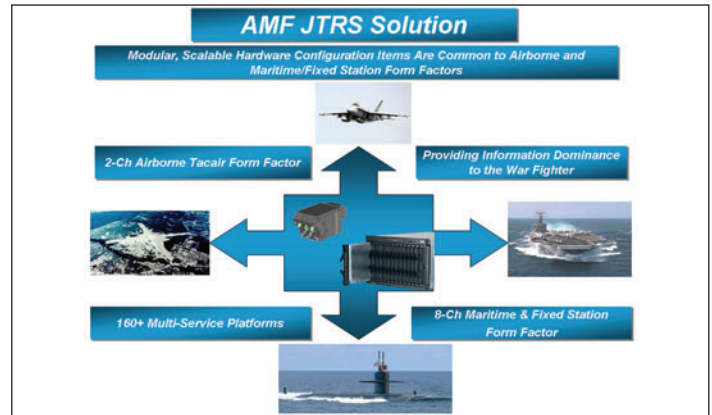 AMF JTRS Solution
Modular, Scalable Hardware Configuration Items Are Common to Airborne and
Maritime/Fixed Station Form Factors
2-Ch Airborne Tacair Form Factor
Providing Information Dominance
to the War Fighter
160+ Multi-Service Platforms
8-Ch Maritime & Fixed Station
Form Factor